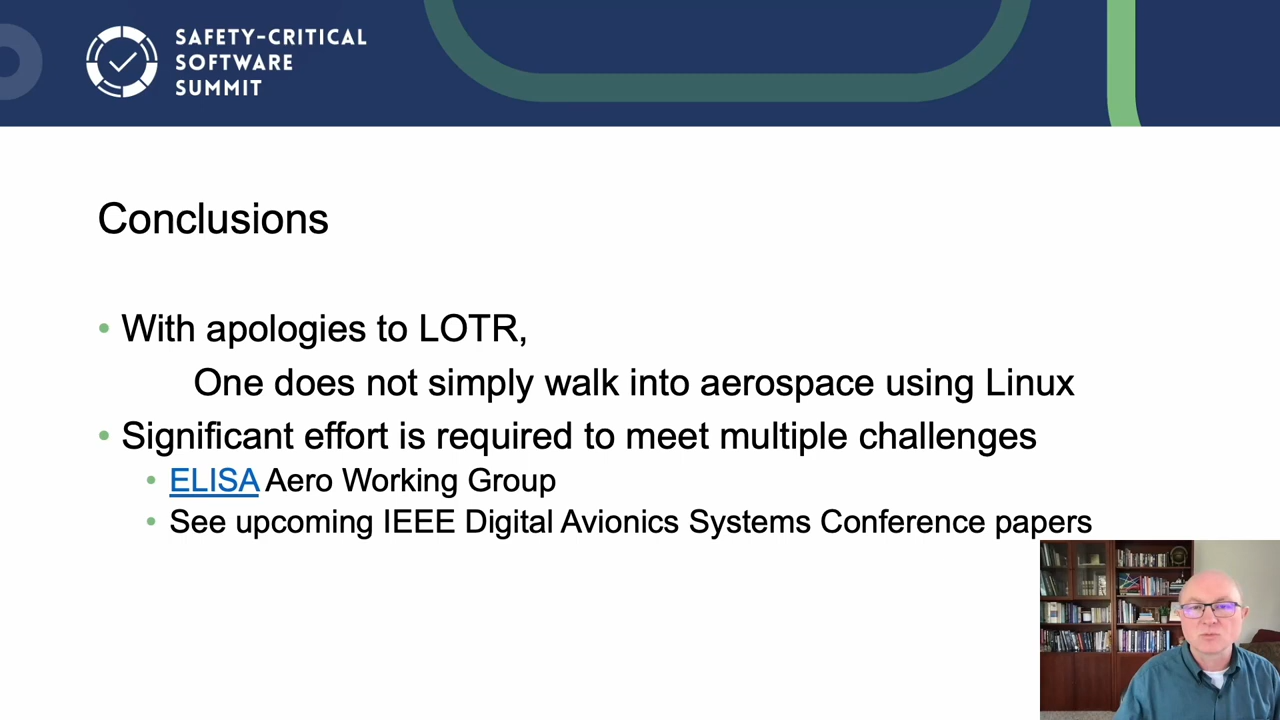 SAFETY-CRITICAL
SOFTWARE
SUMMIT
Conclusions
• With apologies to LOTR,
One does not simply walk into aerospace using Linux
• Significant effort is required to meet multiple challenges
• ELISA Aero Working Group
• See upcoming IEEE Digital Avionics Systems Conference papers